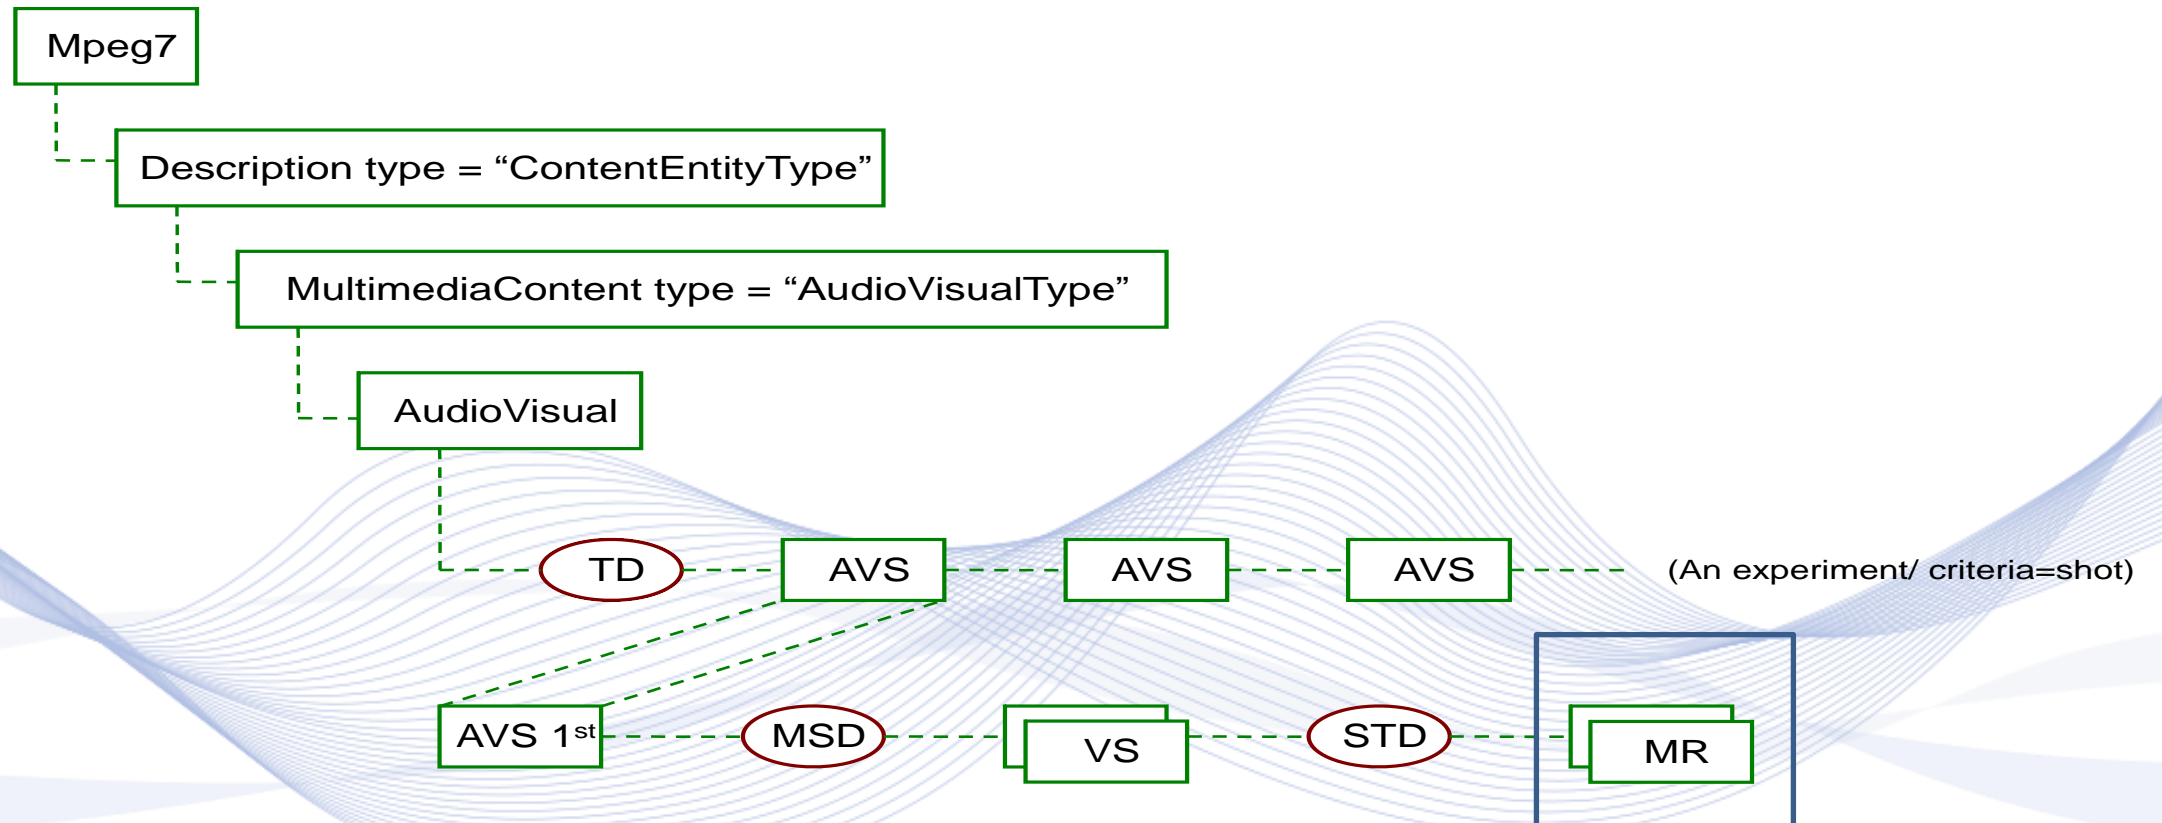 Mpeg7
Description type = “ContentEntityType”
MultimediaContent type = “AudioVisualType”
AudioVisual
TD AVS AVS AVS (An experiment/ criteria=shot)
AVS 1st MSD VS STD MR